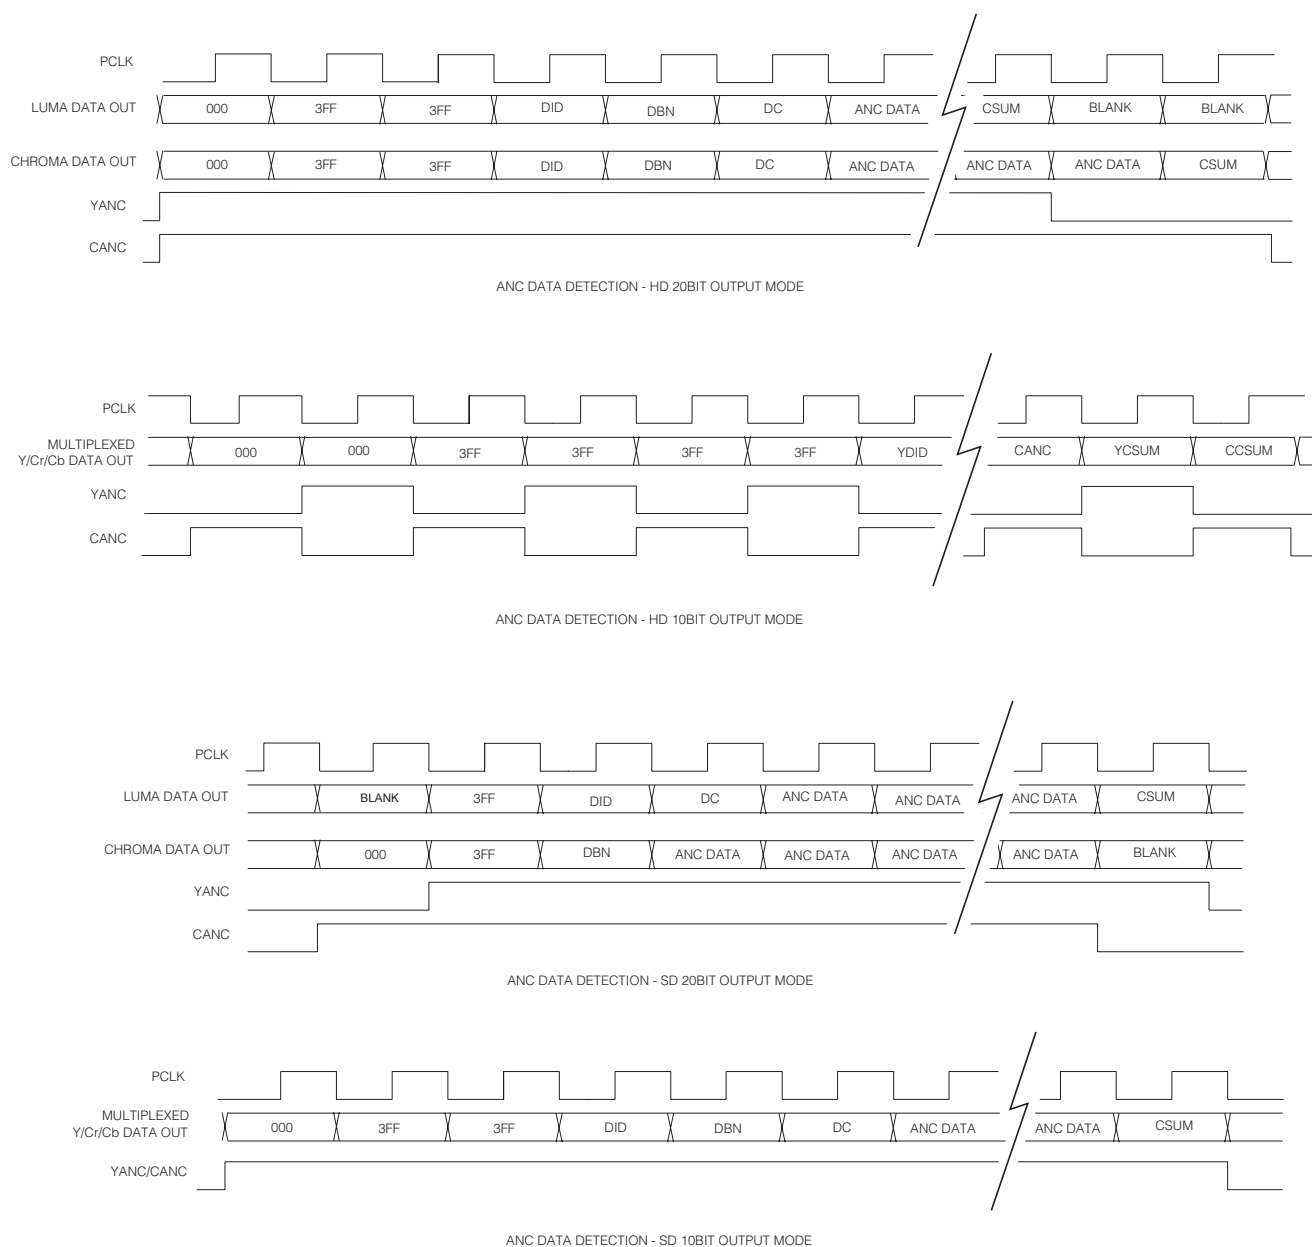 PCLK
LUMA DATA OUT 000 3FF 3FF DID DBN DC ANC DATA CSUM BLANK BLANK
CHROMA DATA OUT 000 3FF 3FF DID DBN DC ANC DATA ANC DATA ANC DATA CSUM
YANC
CANC
ANC DATA DETECTION - HD 20BIT OUTPUT MODE
PCLK
MULTIPLEXED
Y/Cr/Cb DATA OUT 000 000 3FF 3FF 3FF 3FF YDID CANC YCSUM CCSUM
YANC
CANC
ANC DATA DETECTION - HD 10BIT OUTPUT MODE
PCLK
LUMA DATA OUT BLANK 3FF DID DC ANC DATA ANC DATA ANC DATA CSUM
CHROMA DATA OUT 000 3FF DBN ANC DATA ANC DATA ANC DATA ANC DATA BLANK
YANC
CANC
ANC DATA DETECTION - SD 20BIT OUTPUT MODE
PCLK
MULTIPLEXED
Y/Cr/Cb DATA OUT 000 3FF 3FF DID DBN DC ANC DATA ANC DATA CSUM
YANC/CANC
ANC DATA DETECTION - SD 10BIT OUTPUT MODE